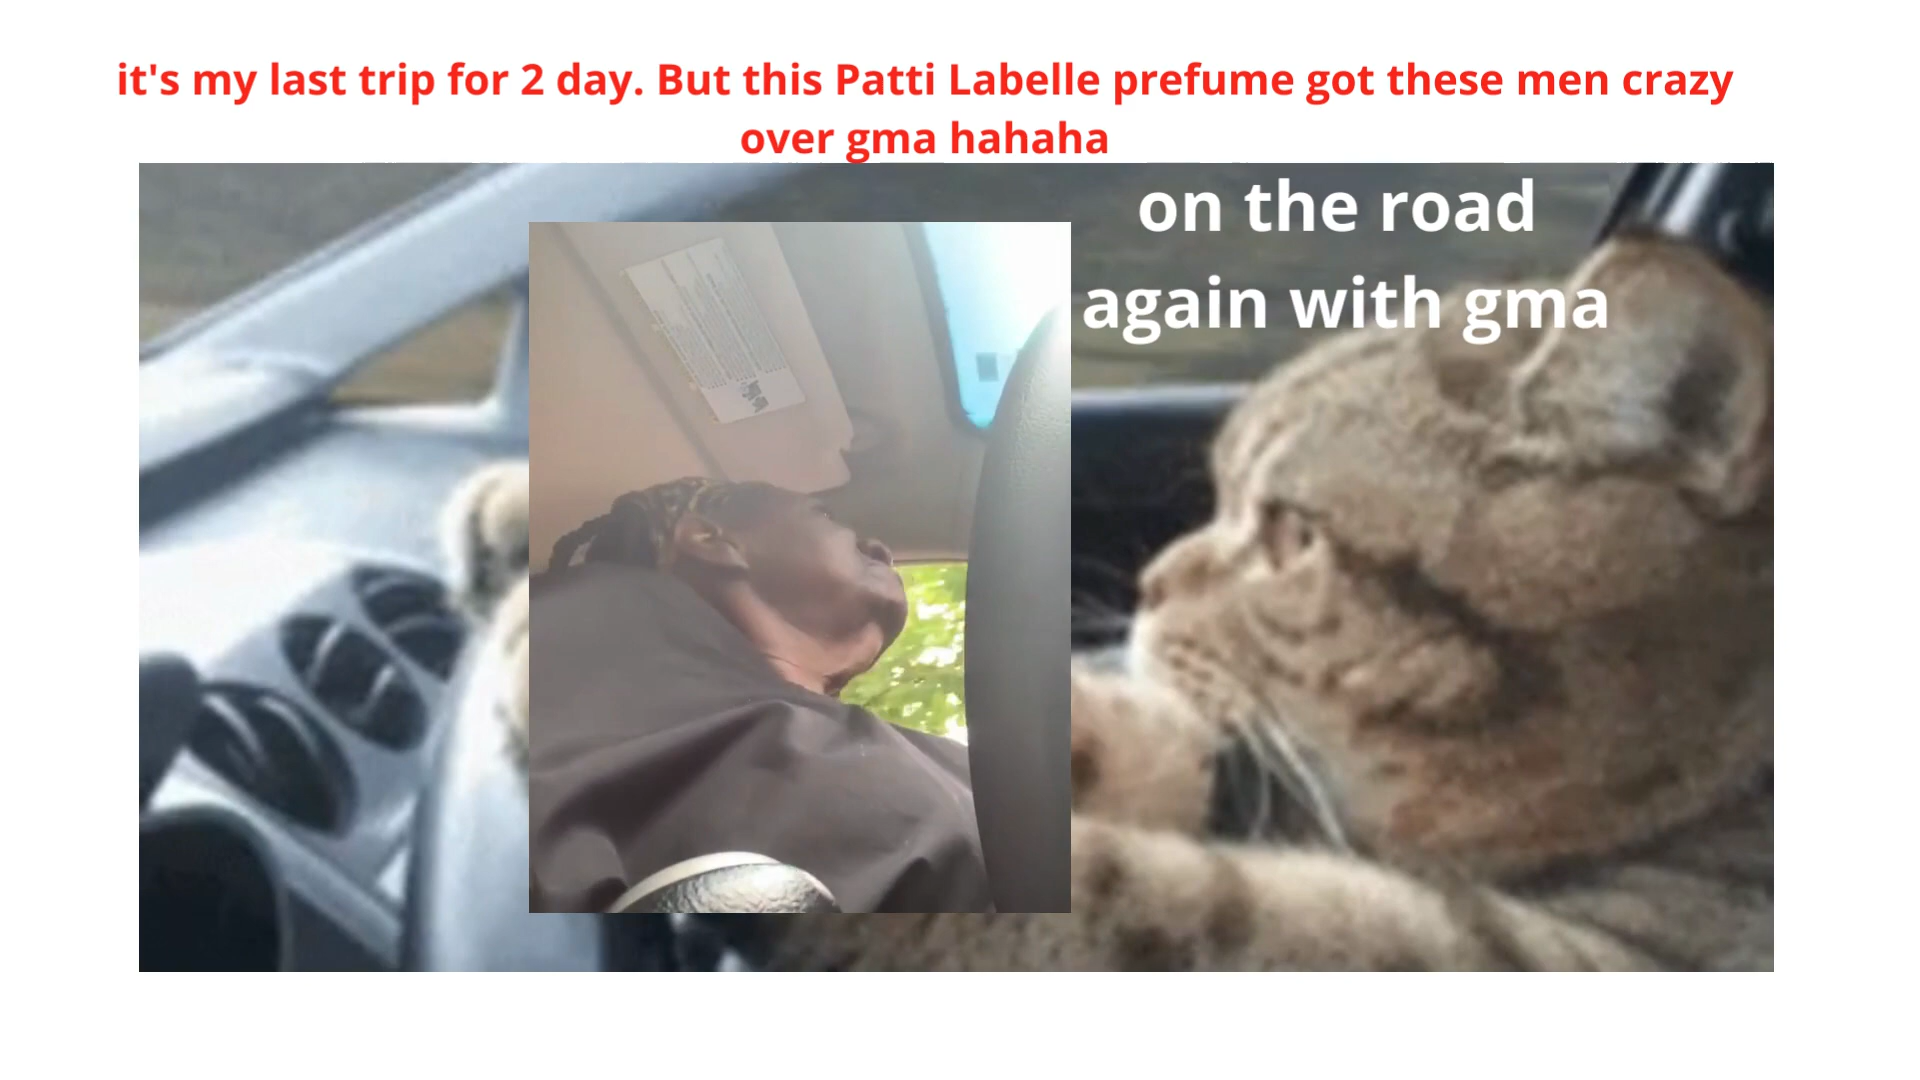 it's my last trip for 2 day. But this Patti Labelle prefume got these men crazy
over gma hahaha
on the road
again with gma